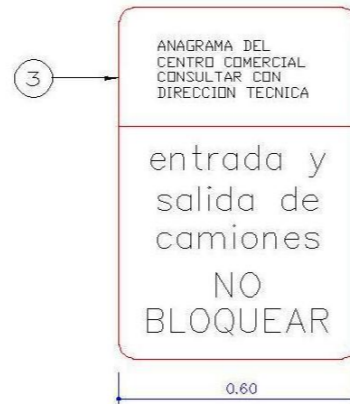 ANAGRAMA DEL
CENTRO COMERCIAL
CONSULTAR CON
DIRECCION TECNICA
3
entrada y
salida de
camiones
NO
BLOQUEAR
0.60